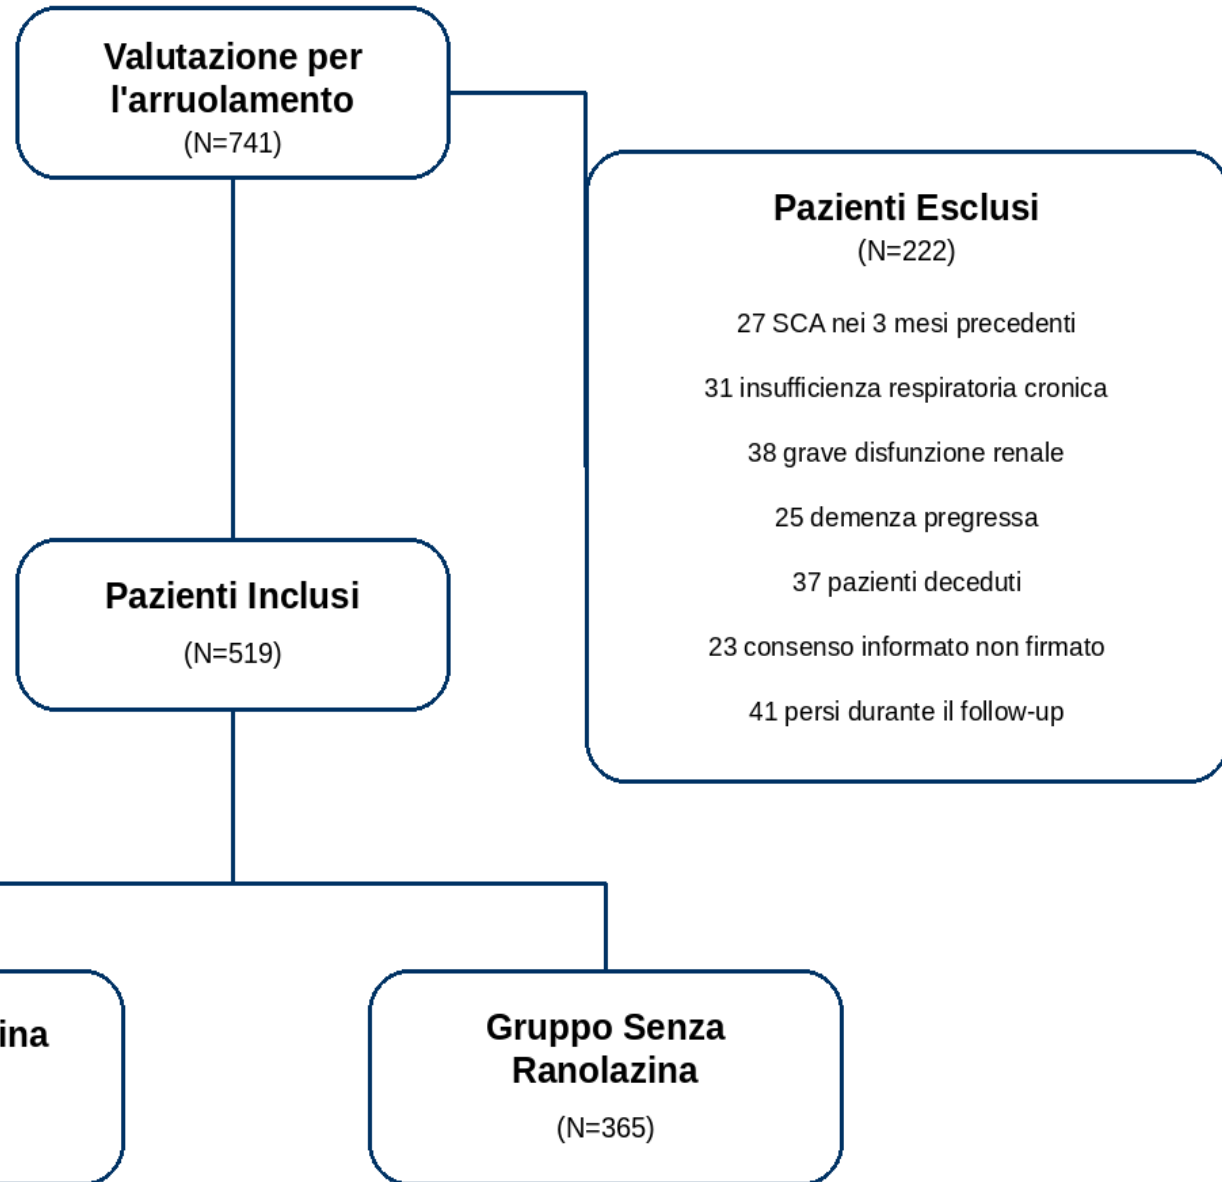 Valutazione per
l'arruolamento
(N=741)
Pazienti Esclusi
(N=222)
27 SCA nei 3 mesi precedenti
31 insufficienza respiratoria cronica
38 grave disfunzione renale
25 demenza pregressa
37 pazienti deceduti
23 consenso informato non firmato
41 persi durante il follow-up
Pazienti Inclusi
(N=519)
ina
Gruppo Senza
Ranolazina
(N=365)